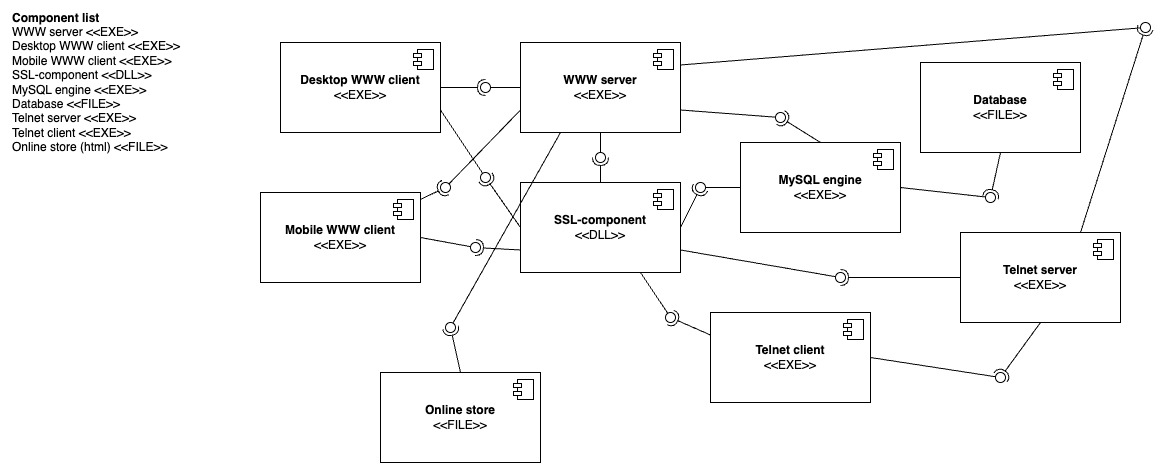 Component list
WWW server <<EXE>>
Desktop WWW client <<EXE>>
Mobile WWW client <<EXE>>
SSL-component <<DLL>>
MySQL engine <<EXE>>
Database <<FILE>>
Telnet server <<EXE>>
Telnet client <<EXE>>
Online store (html) <<FILE>>
Desktop WWW client
<<EXE>>
WWW server
<<EXE>>
Database
<<FILE>>
MySQL engine
<<EXE>>
Mobile WWW client
<<EXE>>
SSL-component
<<DLL>>
Telnet server
<<EXE>>
Telnet client
<<EXE>>
Online store
<<FILE>>